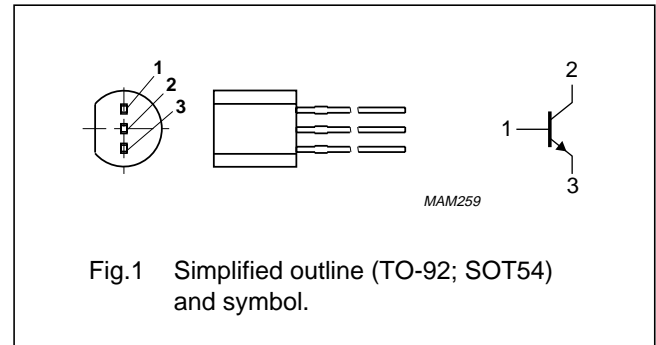 1
2
3
2
1
3
MAM259
Fig.1 Simplified outline (TO-92; SOT54)
and symbol.